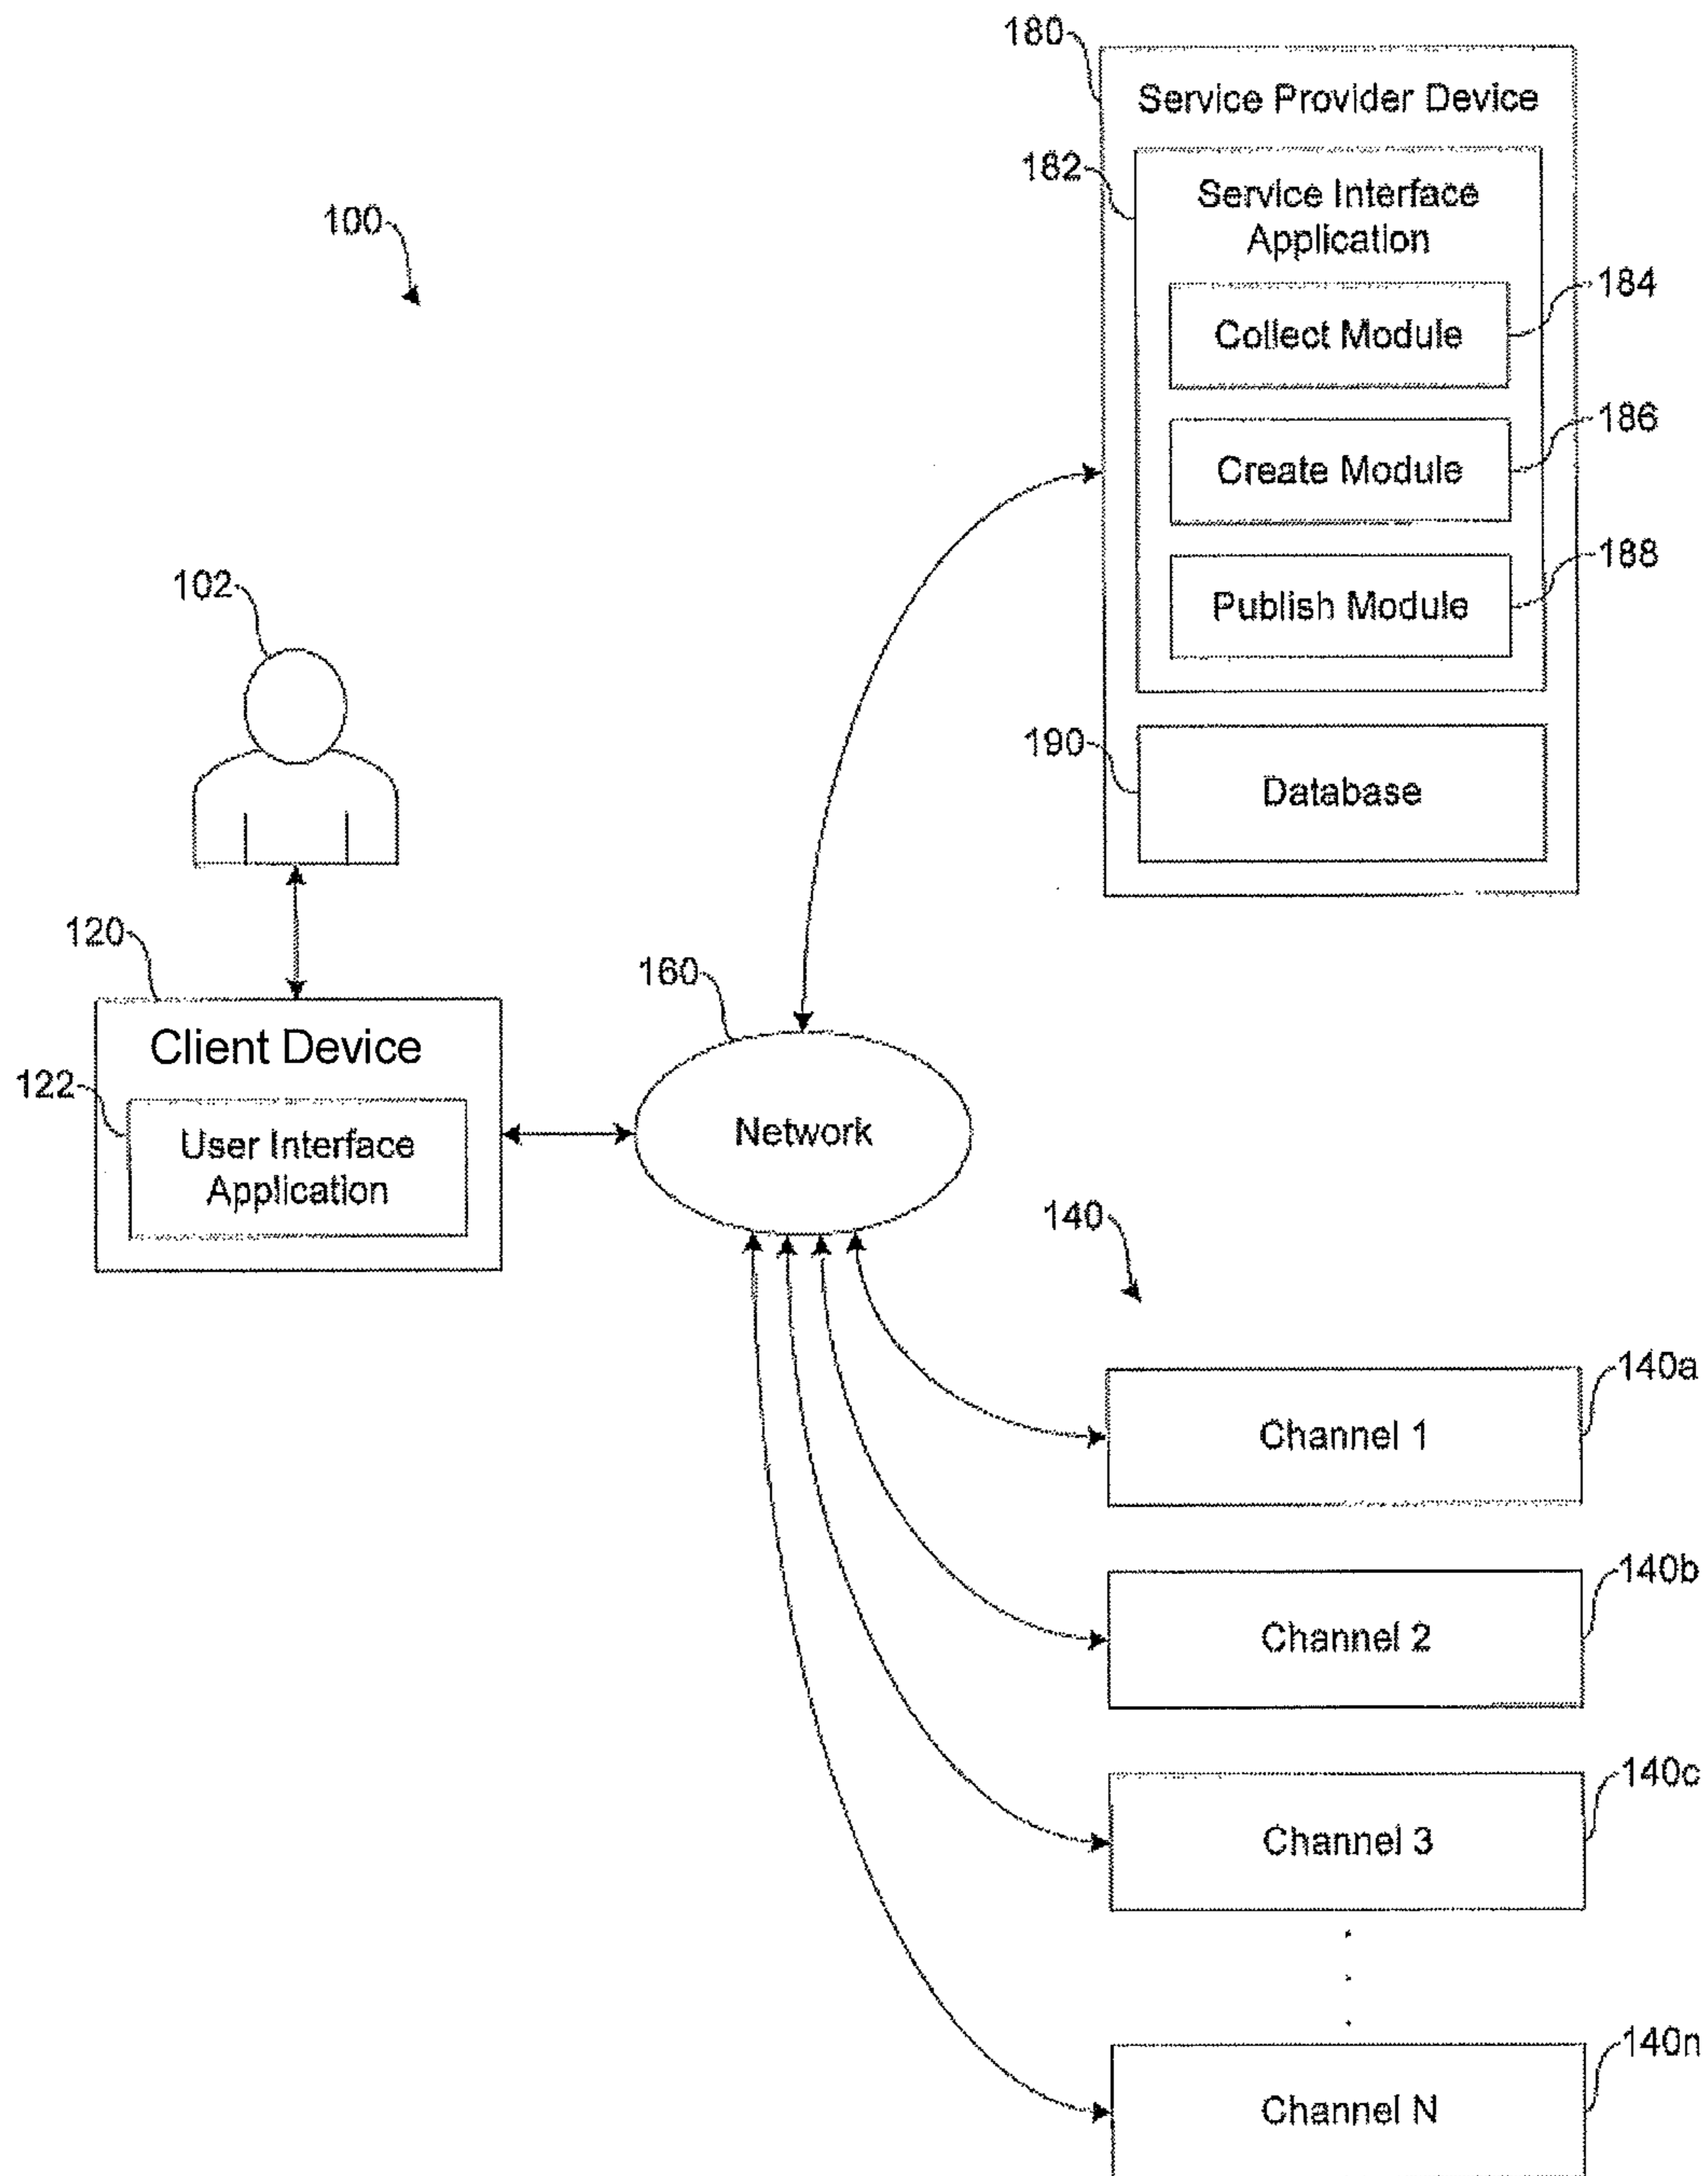 180
Service Provider Device
182
Service Interface
Application
184
Collect Module
186
Create Module
188
Publish Module
190
Database
100
102
120
Client Device
122
User Interface
Application
160
Network
140
140a
Channel 1
140b
Channel 2
140c
Channel 3
140n
Channel N